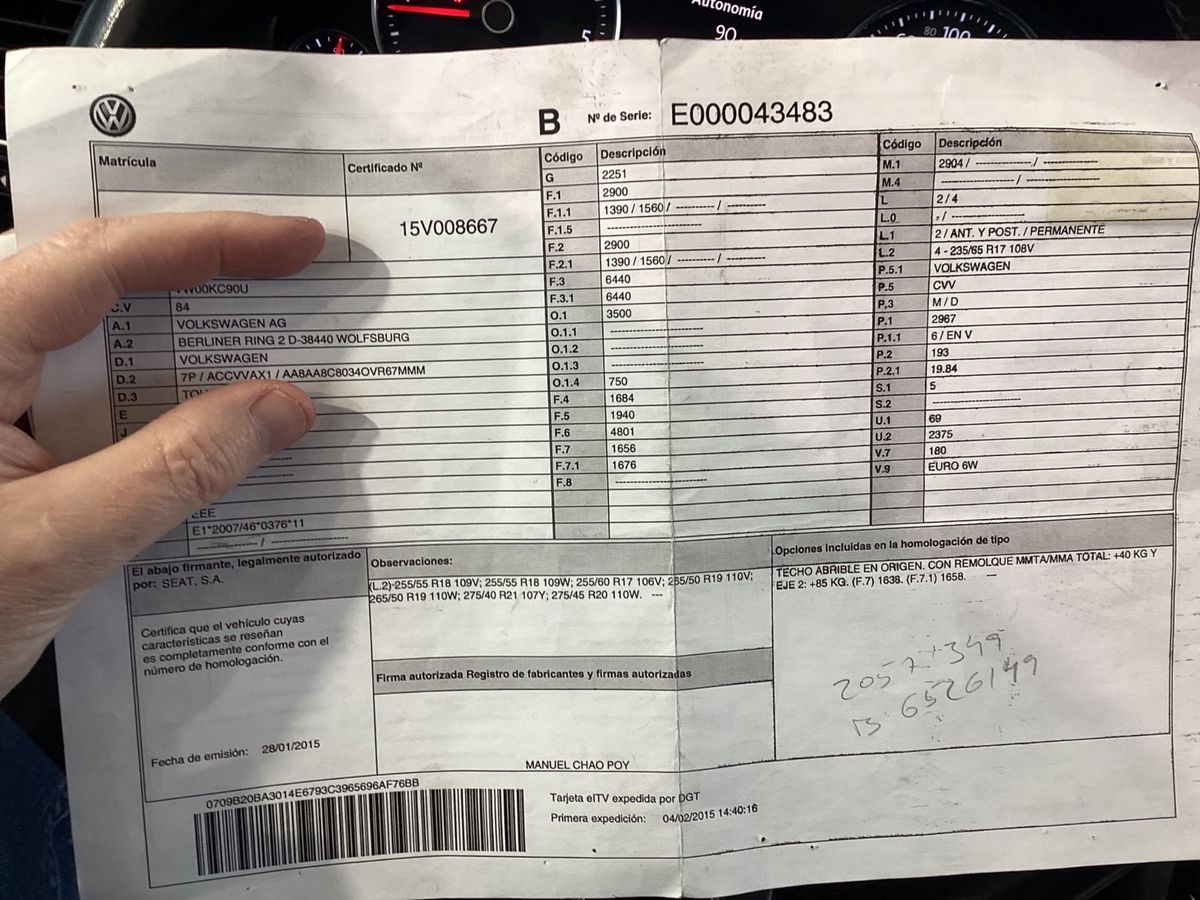 Autonomía
90
5
80 100
B Nº de Serie: E000043483
Matrícula
Certificado Nº
15V008667
C.V 84
A.1 VOLKSWAGEN AG
A.2 BERLINER RING 2 D-38440 WOLFSBURG
D.1 VOLKSWAGEN
D.2 7P / ACCVVAX1 / AA8AA8C8034OVR67MMM
D.3
E
J
E1*2007/46*0376*11
---------------- / --------------------
Código Descripción
G 2251
F.1 2900
F.1.1 1390 / 1560 / ---------- / ----------
F.1.5 -------------------------
F.2 2900
F.2.1 1390 / 1560 / ---------- / ----------
F.3 6440
F.3.1 6440
O.1 3500
O.1.1 -------------------------
O.1.2 -------------------------
O.1.3 -------------------------
O.1.4 750
F.4 1684
F.5 1940
F.6 4801
F.7 1656
F.7.1 1676
F.8 -------------------------
Código Descripción
M.1 2904 / --------------- / --------------
M.4 ------------------- / -------------------
L 2 / 4
L.0 - / -------------------
L.1 2 / ANT. Y POST. / PERMANENTE
L.2 4 - 235/65 R17 108V
P.5.1 VOLKSWAGEN
P.5 CVV
P,3 M / D
P.1 2967
P.1.1 6 / EN V
P.2 193
P.2.1 19.84
S.1 5
S.2 -----------------------
U.1 69
U.2 2375
V.7 180
V.9 EURO 6W
El abajo firmante, legalmente autorizado
por: SEAT, S.A.
Certifica que el vehículo cuyas
características se reseñan
es completamente conforme con el
número de homologación.
Fecha de emisión: 28/01/2015
Observaciones:
(L.2)-255/55 R18 109V; 255/55 R18 109W; 255/60 R17 106V; 265/50 R19 110V;
265/50 R19 110W; 275/40 R21 107Y; 275/45 R20 110W. ---
Firma autorizada Registro de fabricantes y firmas autorizadas
MANUEL CHAO POY
Opciones incluidas en la homologación de tipo
TECHO ABRIBLE EN ORIGEN. CON REMOLQUE MMTA/MMA TOTAL: +40 KG Y
EJE 2: +85 KG. (F.7) 1638. (F.7.1) 1658. ---
6526149
0709B20BA3014E6793C3965696AF76BB
Tarjeta eITV expedida por DGT
Primera expedición: 04/02/2015 14:40:16